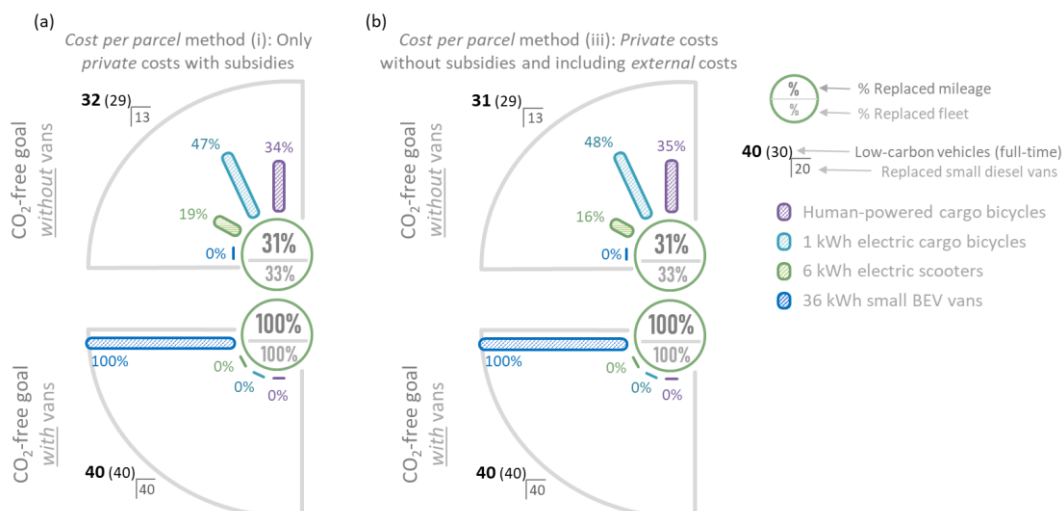 (a)
Cost per parcel method (i): Only
private costs with subsidies
32 (29)
13
CO₂-free goal
without vans
47%
34%
19%
0%
31%
33%
100%
100%
100%
0%
0%
0%
CO₂-free goal
with vans
40 (40)
40
(b)
Cost per parcel method (iii): Private costs
without subsidies and including external costs
31 (29)
13
CO₂-free goal
without vans
48%
35%
16%
0%
31%
33%
100%
100%
100%
0%
0%
0%
CO₂-free goal
with vans
40 (40)
40
%
% Replaced mileage
%
% Replaced fleet
40 (30)
Low-carbon vehicles (full-time)
20
Replaced small diesel vans
Human-powered cargo bicycles
1 kWh electric cargo bicycles
6 kWh electric scooters
36 kWh small BEV vans